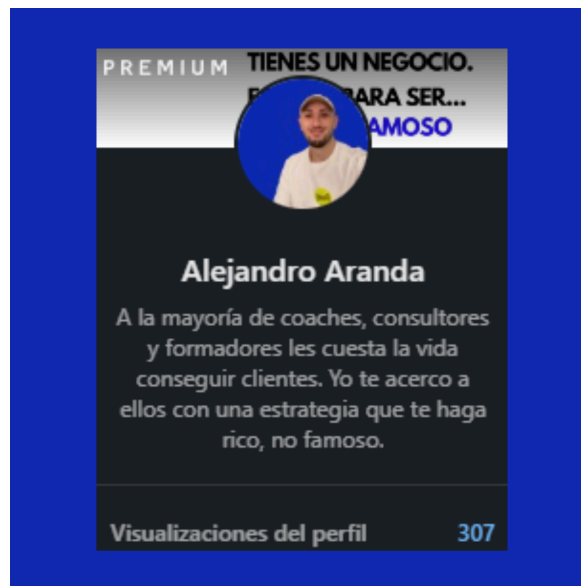 PREMIUM
TIENES UN NEGOCIO.
ARA SER...
AMOSO
Alejandro Aranda
A la mayoría de coaches, consultores
y formadores les cuesta la vida
conseguir clientes. Yo te acerco a
ellos con una estrategia que te haga
rico, no famoso.
Visualizaciones del perfil 307